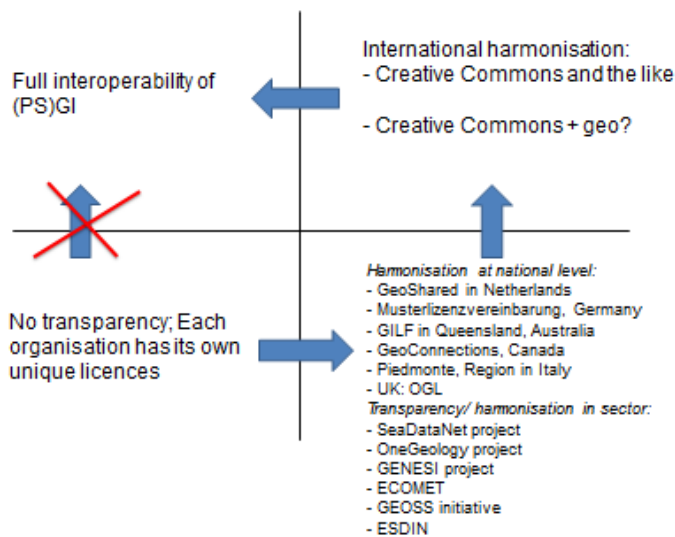 Full interoperability of
(PS)GI
International harmonisation:
- Creative Commons and the like
- Creative Commons + geo?
No transparency; Each
organisation has its own
unique licences
Harmonisation at national level:
- GeoShared in Netherlands
- Musterlizenzvereinbarung, Germany
- GILF in Queensland, Australia
- GeoConnections, Canada
- Piedmonte, Region in Italy
- UK: OGL
Transparency/ harmonisation in sector:
- SeaDataNet project
- OneGeology project
- GENESI project
- ECOMET
- GEOSS initiative
- ESDIN